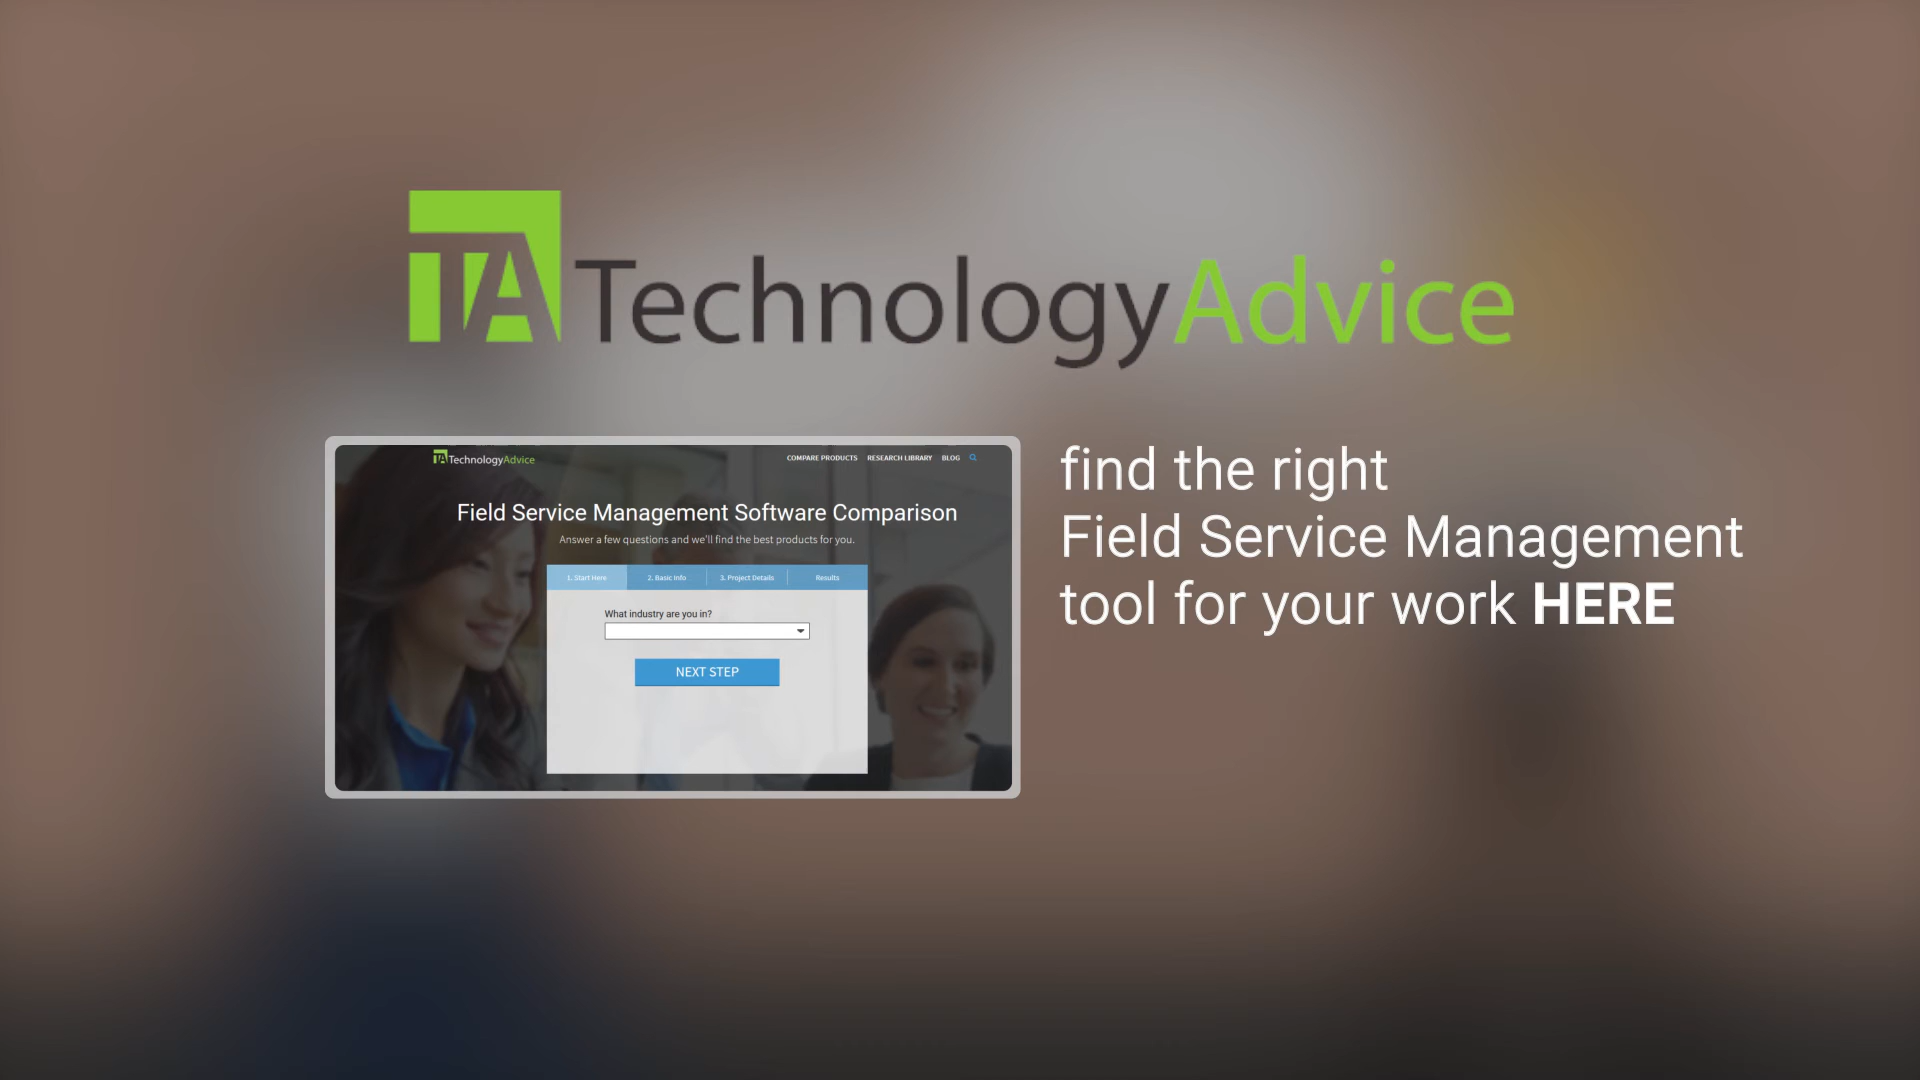 TA TechnologyAdvice
TA TechnologyAdvice
COMPARE PRODUCTS RESEARCH LIBRARY BLOG
Field Service Management Software Comparison
Answer a few questions and we'll find the best products for you.
1. Start Here 2. Basic Info 3. Project Details Results
What industry are you in?
NEXT STEP
find the right
Field Service Management
tool for your work HERE